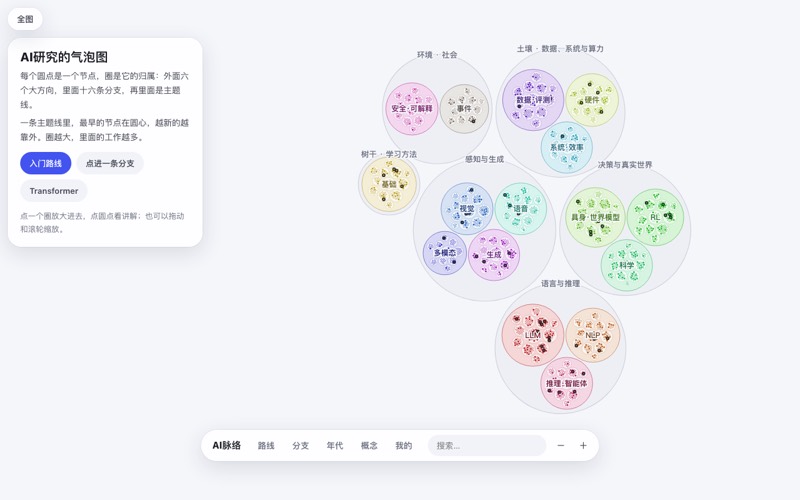 全图
AI研究的气泡图
每个圆点是一个节点，圈是它的归属：外面六
个大方向，里面十六条分支，再里面是主题
线。
一条主题线里，最早的节点在圆心，越新的越
靠外。圈越大，里面的工作越多。
入门路线
点进一条分支
Transformer
点一个圈放大进去，点圆点看讲解；也可以拖动
和滚轮缩放。
环境 · 社会
安全·可解释
事件
土壤 · 数据、系统与算力
数据·评测
硬件
系统·效率
树干 · 学习方法
基础
感知与生成
视觉
语音
多模态
生成
决策与真实世界
具身·世界模型
RL
科学
语言与推理
LLM
NLP
推理·智能体
AI脉络
路线
分支
年代
概念
我的
搜索...
－
＋